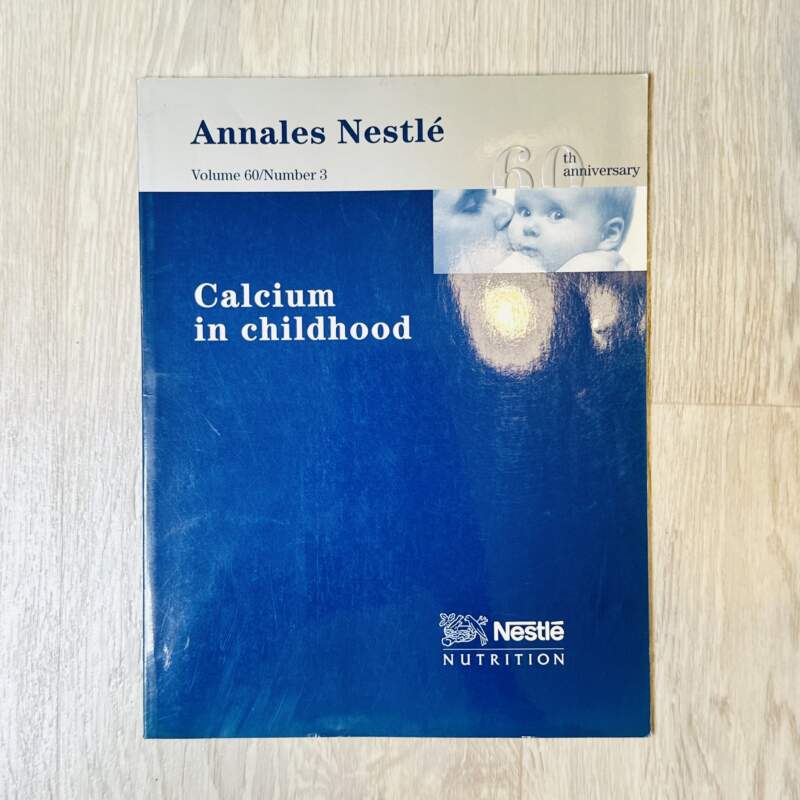 Annales Nestlé
Volume 60/Number 3
60th
anniversary
Calcium
in childhood
Nestlé
NUTRITION